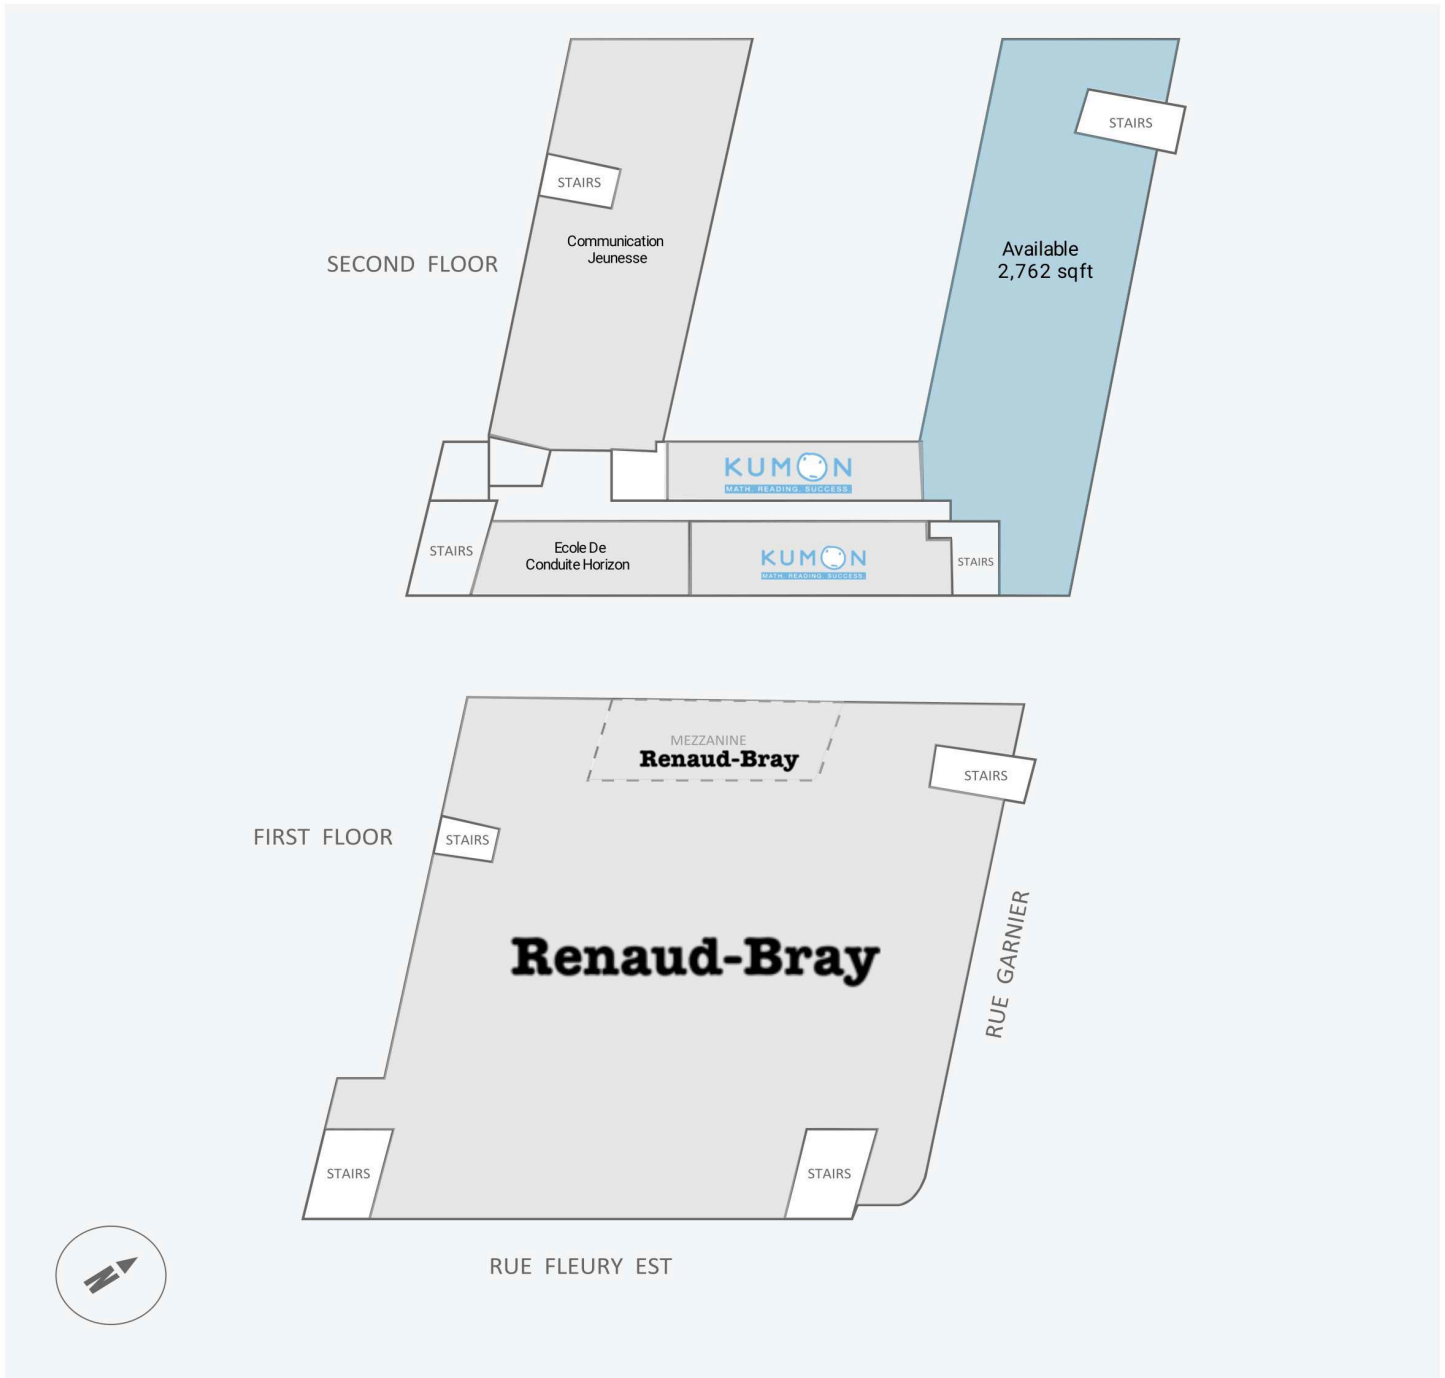 STAIRS
STAIRS
Communication
Jeunesse
SECOND FLOOR
Available
2,762 sqft
KUMON
MATH. READING. SUCCESS.
STAIRS
Ecole De
Conduite Horizon
KUMON
MATH. READING. SUCCESS.
STAIRS
MEZZANINE
Renaud-Bray
STAIRS
FIRST FLOOR
STAIRS
Renaud-Bray
RUE GARNIER
STAIRS
STAIRS
RUE FLEURY EST
N